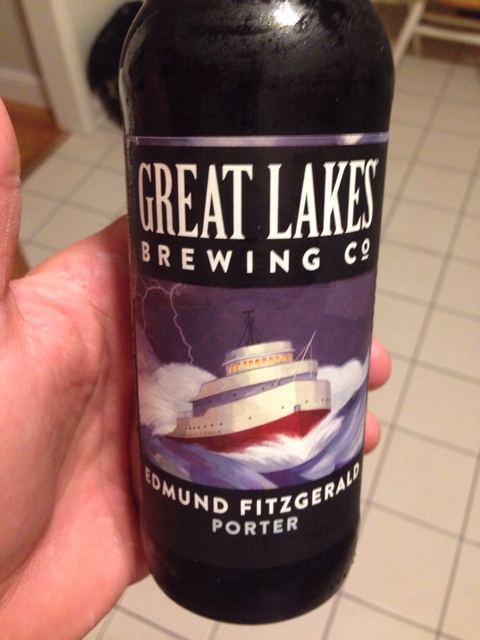 GREAT LAKES
BREWING Co
EDMUND FITZGERALD
PORTER